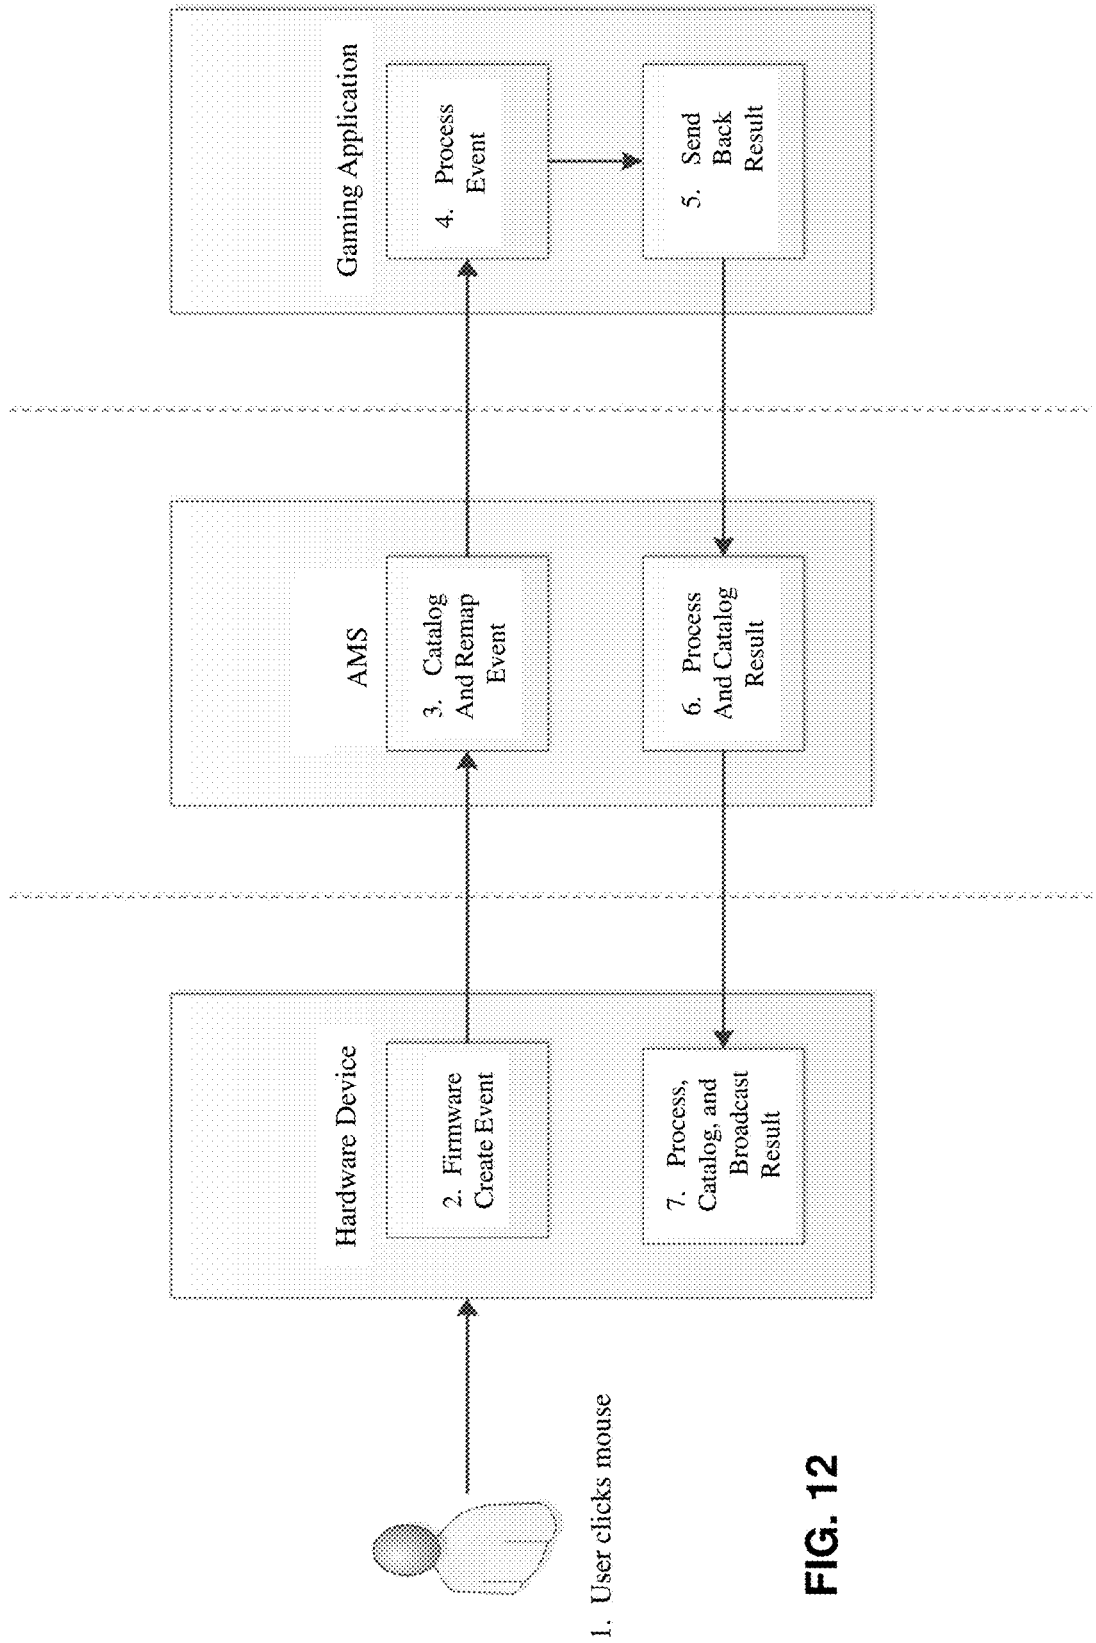 1. User clicks mouse
Hardware Device
2. Firmware
Create Event
AMS
3. Catalog
And Remap
Event
Gaming Application
4. Process
Event
5. Send
Back
Result
6. Process
And Catalog
Result
7. Process,
Catalog, and
Broadcast
Result
FIG. 12